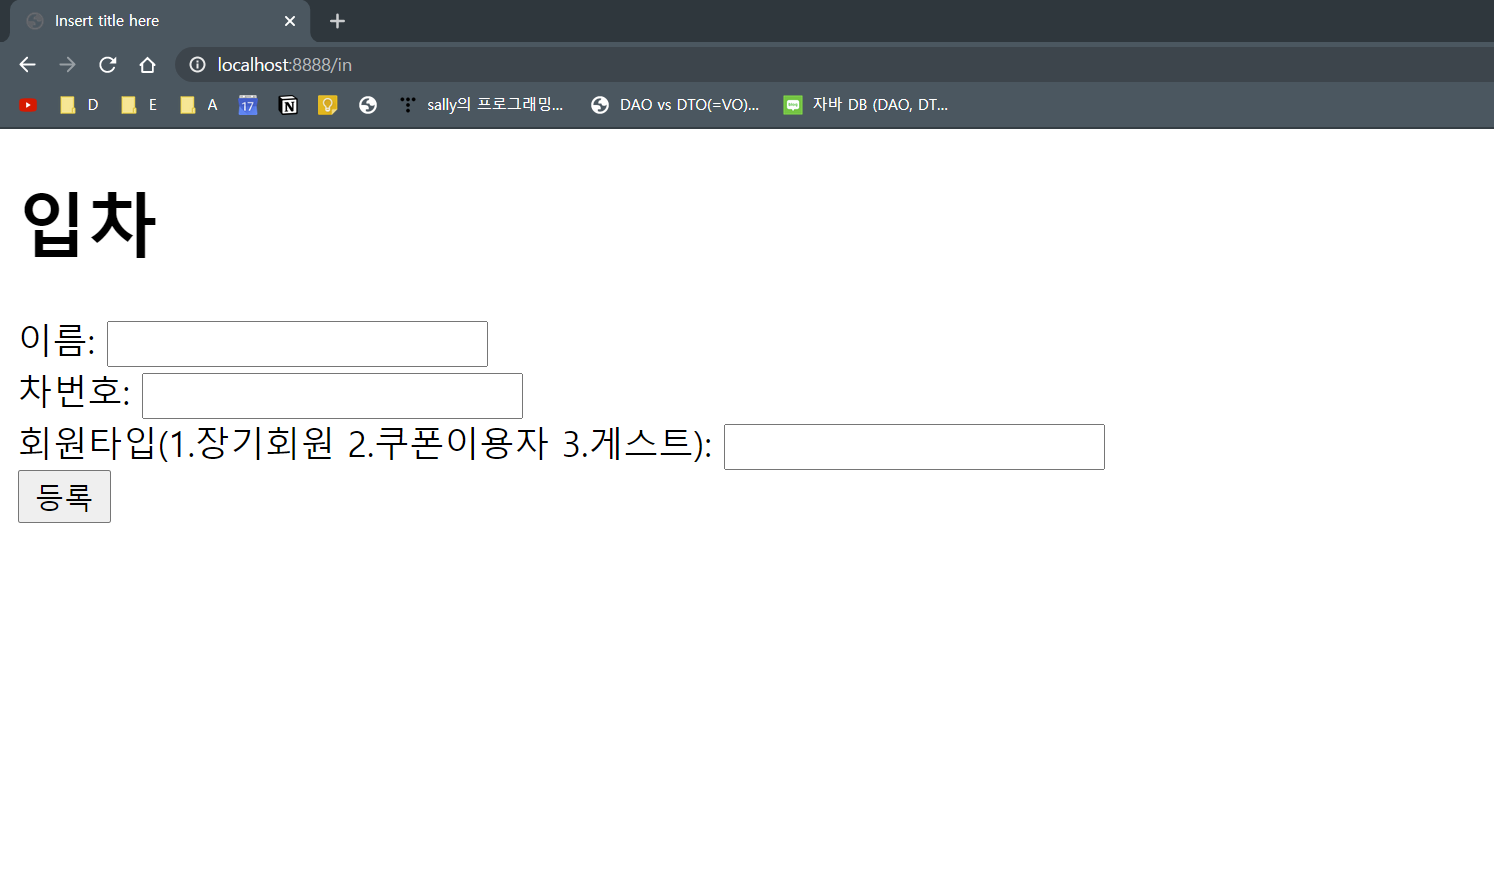 Insert title here
localhost:8888/in
D E A 17 N sally의 프로그래밍... DAO vs DTO(=VO)... 자바 DB (DAO, DT...
입차
이름:
차번호:
회원타입(1.장기회원 2.쿠폰이용자 3.게스트):
등록